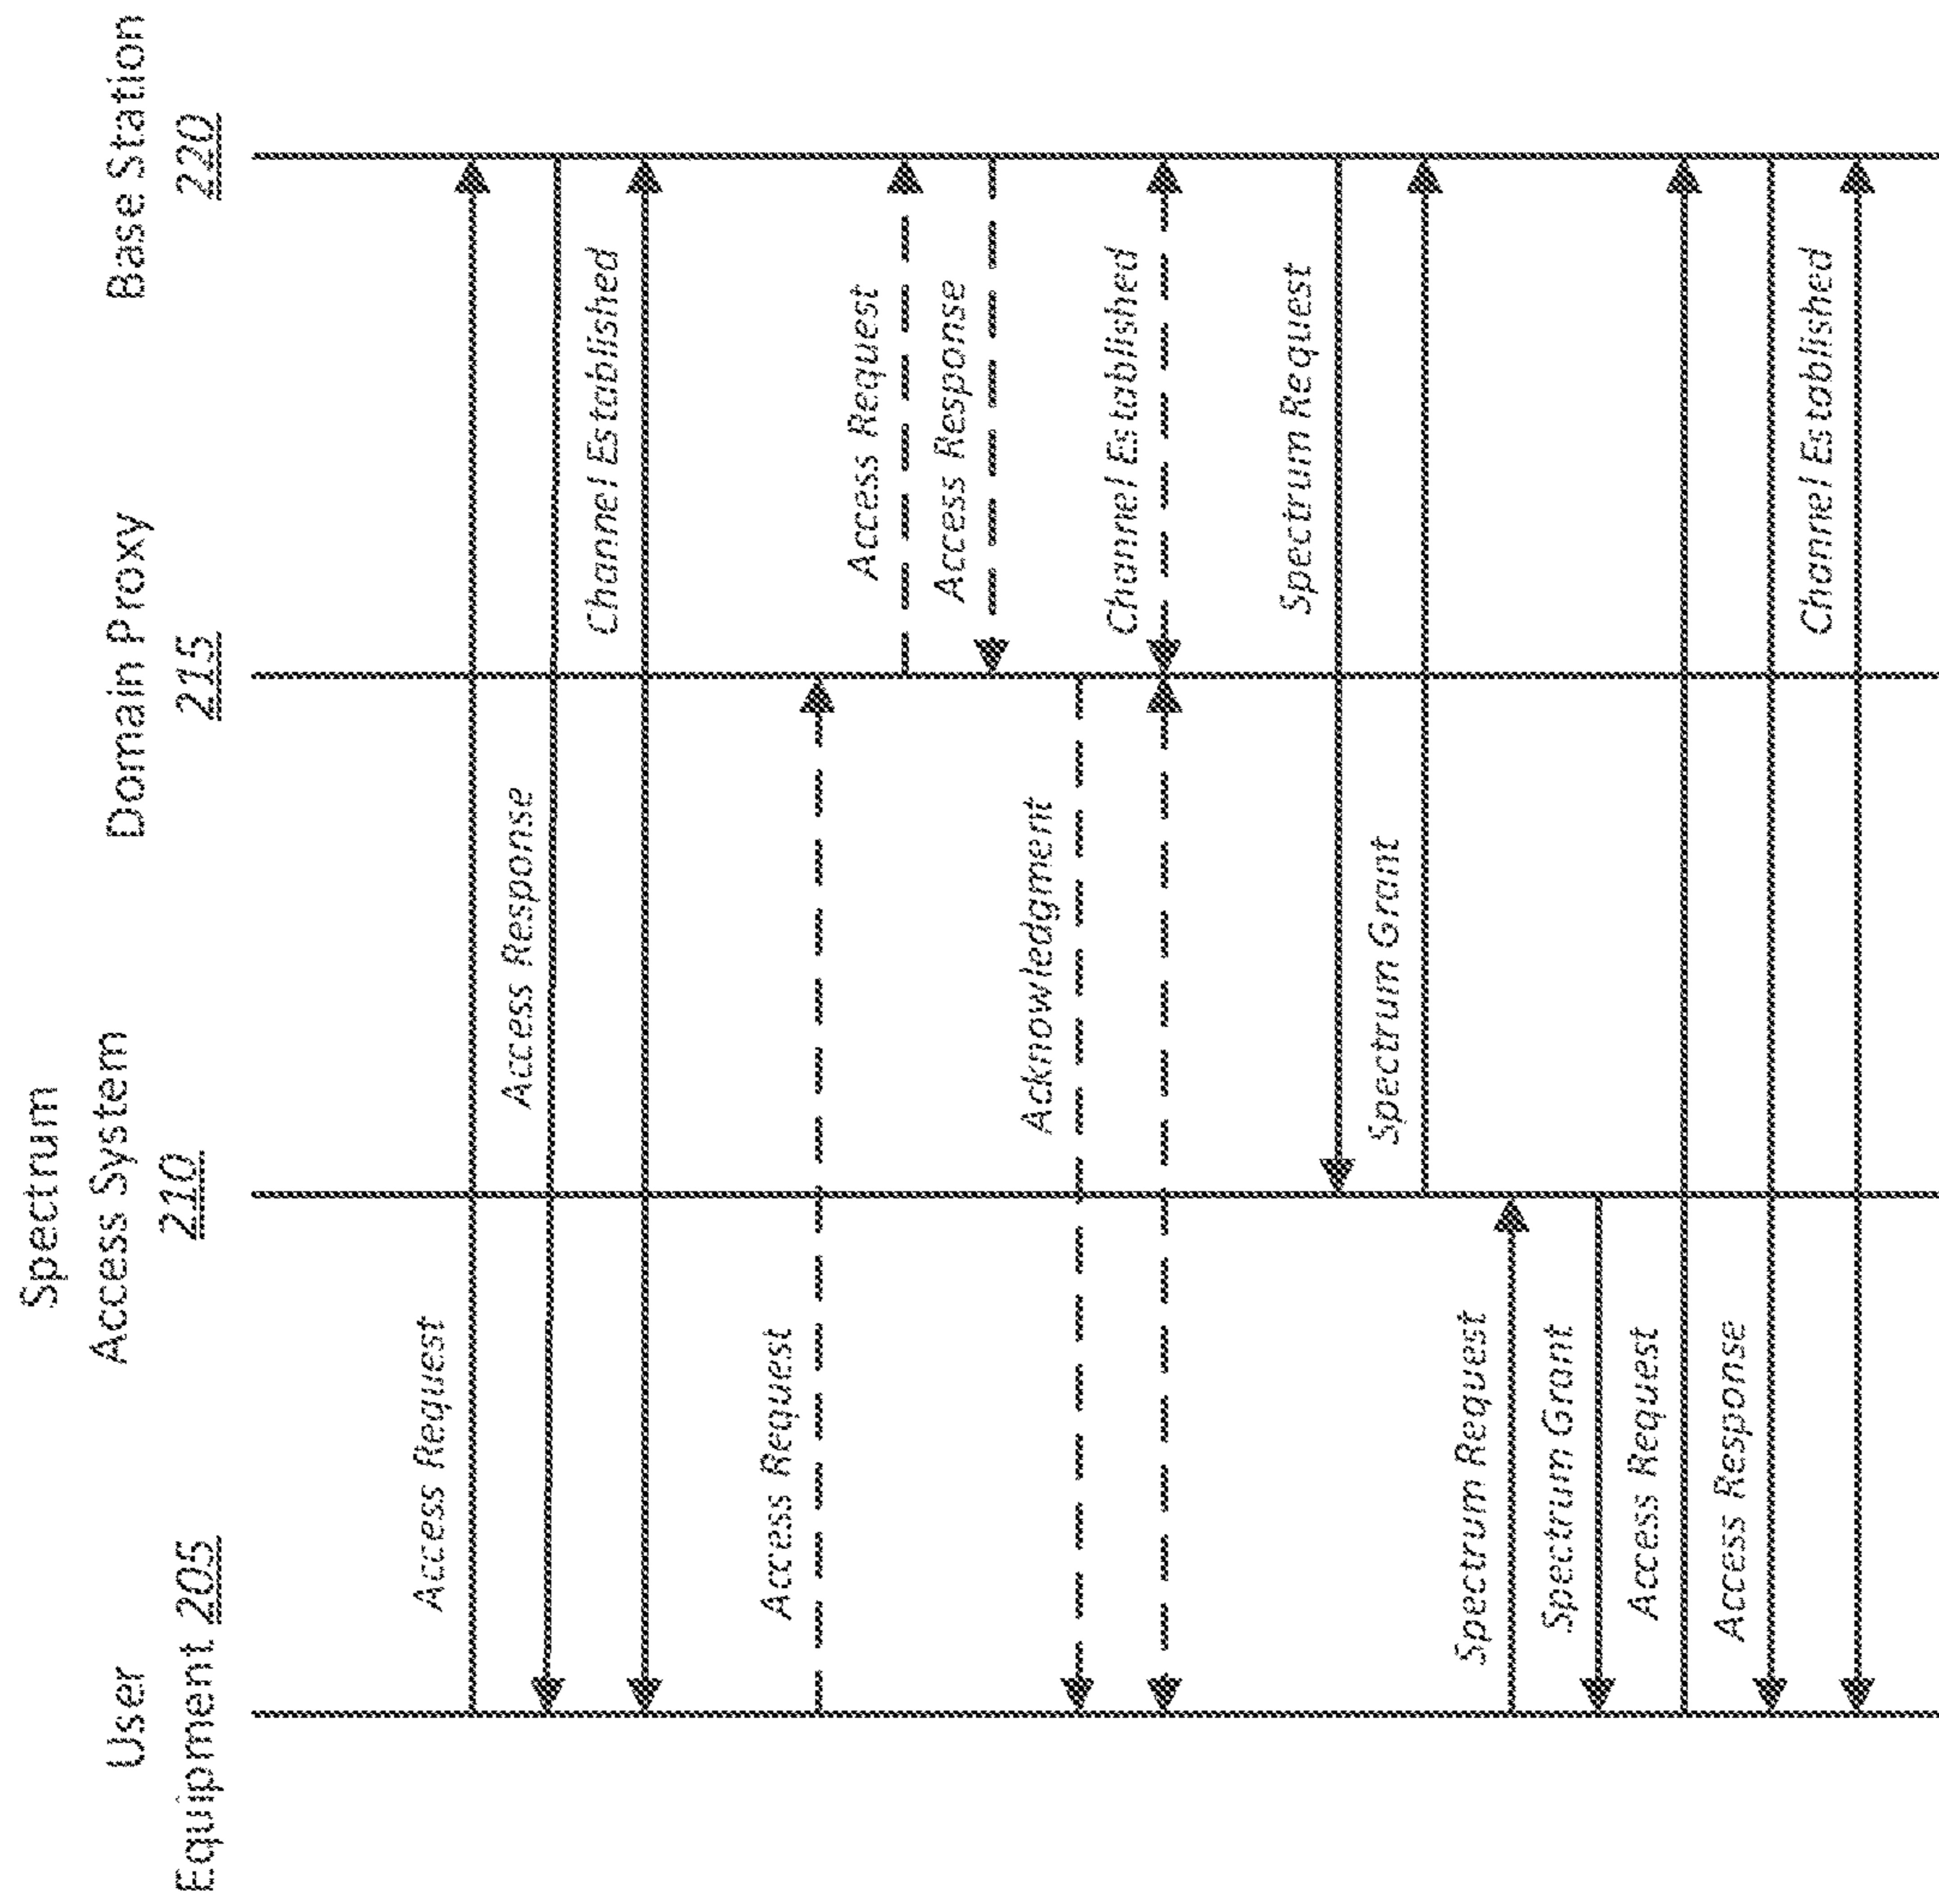 User
Equipment 205
Spectrum
Access System
210
Domain Proxy
215
Base Station
220
Access Request
Access Response
Channel Established
Access Request
Access Request
Access Response
Acknowledgment
Channel Established
Spectrum Request
Spectrum Grant
Spectrum Request
Spectrum Grant
Access Request
Access Response
Channel Established